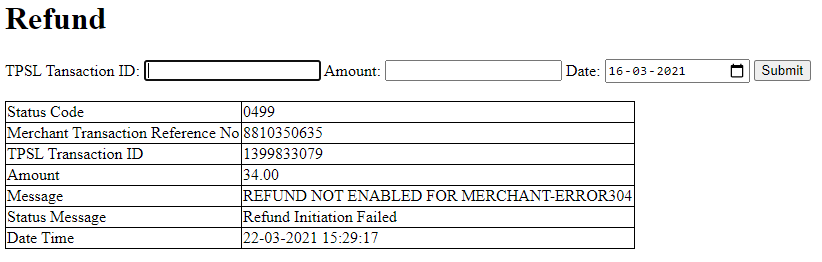 Refund
TPSL Tansaction ID: Amount: Date: 16-03-2021 Submit
Status Code 0499
Merchant Transaction Reference No 8810350635
TPSL Transaction ID 1399833079
Amount 34.00
Message REFUND NOT ENABLED FOR MERCHANT-ERROR304
Status Message Refund Initiation Failed
Date Time 22-03-2021 15:29:17